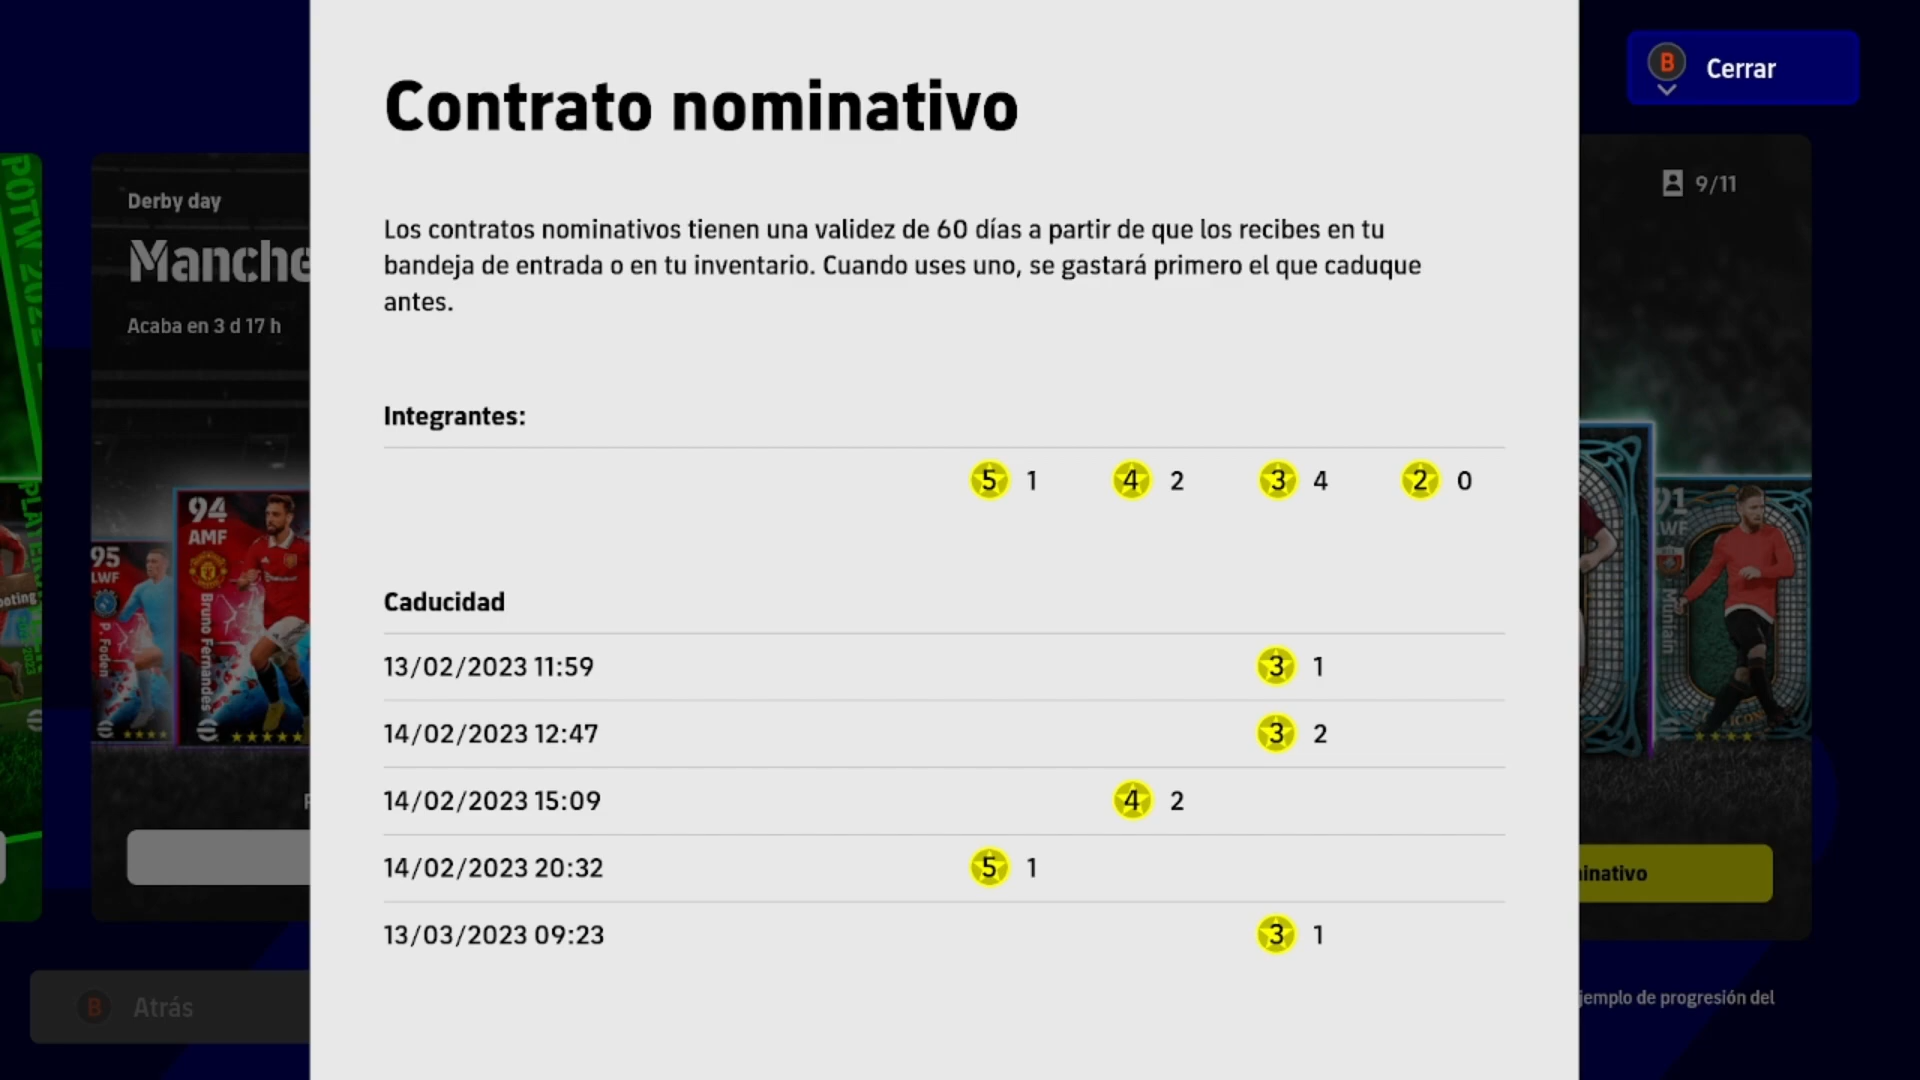 Contrato nominativo
B Cerrar
Los contratos nominativos tienen una validez de 60 días a partir de que los recibes en tu
bandeja de entrada o en tu inventario. Cuando uses uno, se gastará primero el que caduque
antes.
Integrantes:
5 1 4 2 3 4 2 0
Caducidad
13/02/2023 11:59 3 1
14/02/2023 12:47 3 2
14/02/2023 15:09 4 2
14/02/2023 20:32 5 1
13/03/2023 09:23 3 1
POTW 2022
Derby day
Manche
Acaba en 3 d 17 h
95
LWF
P. Foden
94
AMF
Bruno Fernandes
9/11
91
WF
Muniain
ICON
inativo
B Atrás
jemplo de progresión del